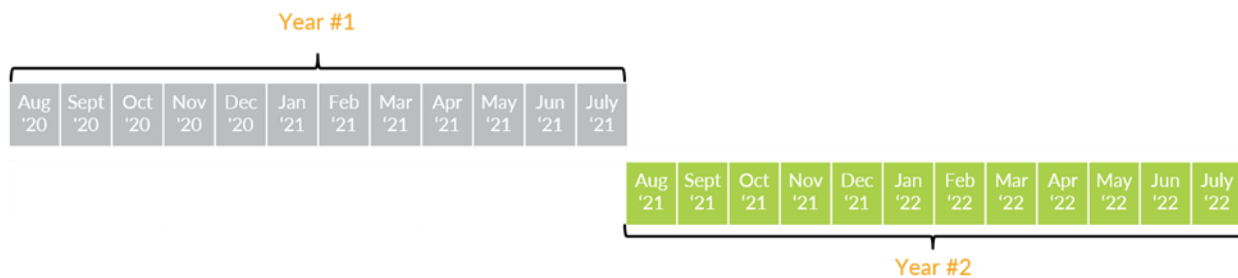 Year #1
Aug Sept Oct Nov Dec Jan Feb Mar Apr May Jun July
'20 '20 '20 '20 '20 ‘21 ‘21 ‘21 ‘21 ‘21 ‘21 ‘21
Aug Sept Oct Nov Dec Jan Feb Mar Apr May Jun July
‘21 ‘21 ‘21 ‘21 ‘21 ‘22 ‘22 ‘22 ‘22 ‘22 ‘22 ‘22
Year #2